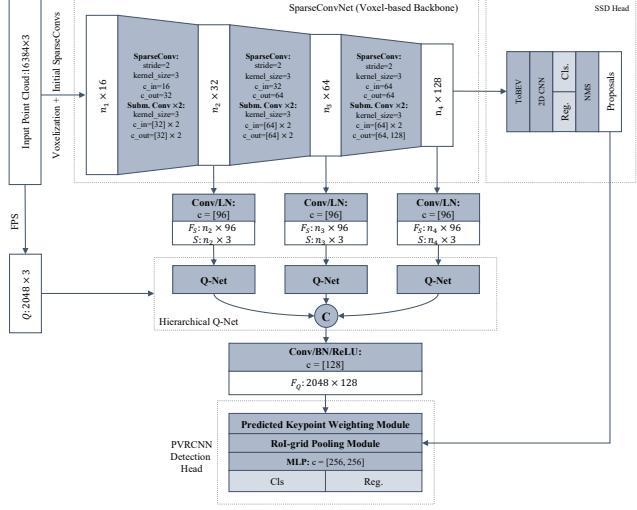 SparseConvNet (Voxel-based Backbone)
SSD Head
Input Point Cloud:16384×3
Voxelization + Initial SparseConvs
n₁ × 16
SparseConv:
stride=2
kernel_size=3
c_in=16
c_out=32
Subm. Conv ×2:
kernel_size=3
c_in=[32] × 2
c_out=[32] × 2
n₂ × 32
SparseConv:
stride=2
kernel_size=3
c_in=32
c_out=64
Subm. Conv ×2:
kernel_size=3
c_in=[64] × 2
c_out=[64] × 2
n₃ × 64
SparseConv:
stride=2
kernel_size=3
c_in=64
c_out=64
Subm. Conv ×2:
kernel_size=3
c_in=[64] × 2
c_out=[64, 128]
n₄ × 128
ToBEV
2D CNN
Cls.
Reg.
NMS
Proposals
FPS
Q: 2048 × 3
Conv/LN:
c = [96]
F_S: n₂ × 96
S: n₂ × 3
Conv/LN:
c = [96]
F_S: n₃ × 96
S: n₃ × 3
Conv/LN:
c = [96]
F_S: n₄ × 96
S: n₄ × 3
Q-Net
Q-Net
Q-Net
C
Hierarchical Q-Net
Conv/BN/ReLU:
c = [128]
F_Q: 2048 × 128
PVRCNN
Detection
Head
Predicted Keypoint Weighting Module
RoI-grid Pooling Module
MLP: c = [256, 256]
Cls
Reg.